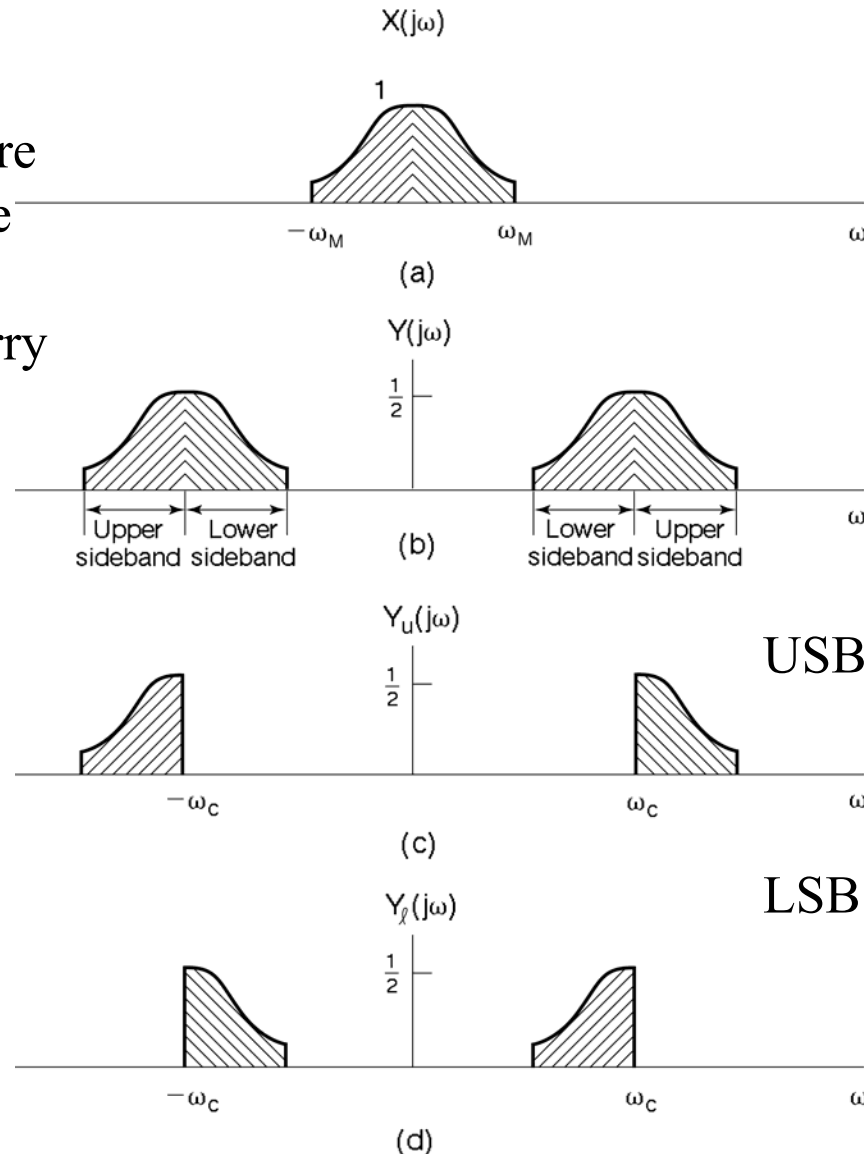 X(jω)
1
re
e
−ω_M ω_M ω
(a)
rry
Y(jω)
1/2
Upper sideband Lower sideband Lower sideband Upper sideband
ω
(b)
Y_u(jω)
USB
1/2
−ω_c ω_c ω
(c)
LSB
Y_ℓ(jω)
1/2
−ω_c ω_c ω
(d)